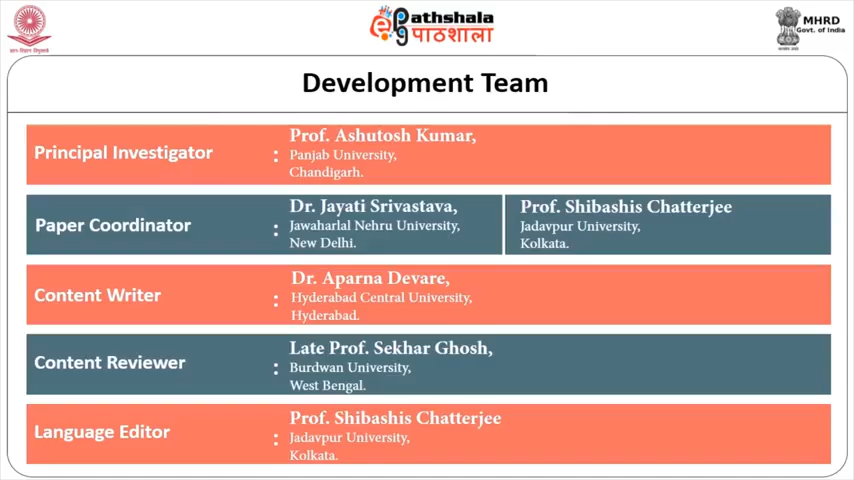 ePathshala
पाठशाला
MHRD
Govt. of India
Development Team
Principal Investigator : Prof. Ashutosh Kumar,
Panjab University,
Chandigarh.
Paper Coordinator : Dr. Jayati Srivastava,
Jawaharlal Nehru University,
New Delhi.
Prof. Shibashis Chatterjee
Jadavpur University,
Kolkata.
Content Writer : Dr. Aparna Devare,
Hyderabad Central University,
Hyderabad.
Content Reviewer : Late Prof. Sekhar Ghosh,
Burdwan University,
West Bengal.
Language Editor : Prof. Shibashis Chatterjee
Jadavpur University,
Kolkata.